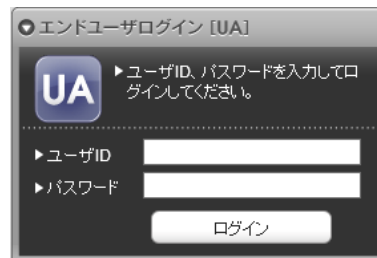 エンドユーザログイン [UA]
UA
ユーザID、パスワードを入力してロ
グインしてください。
ユーザID
パスワード
ログイン